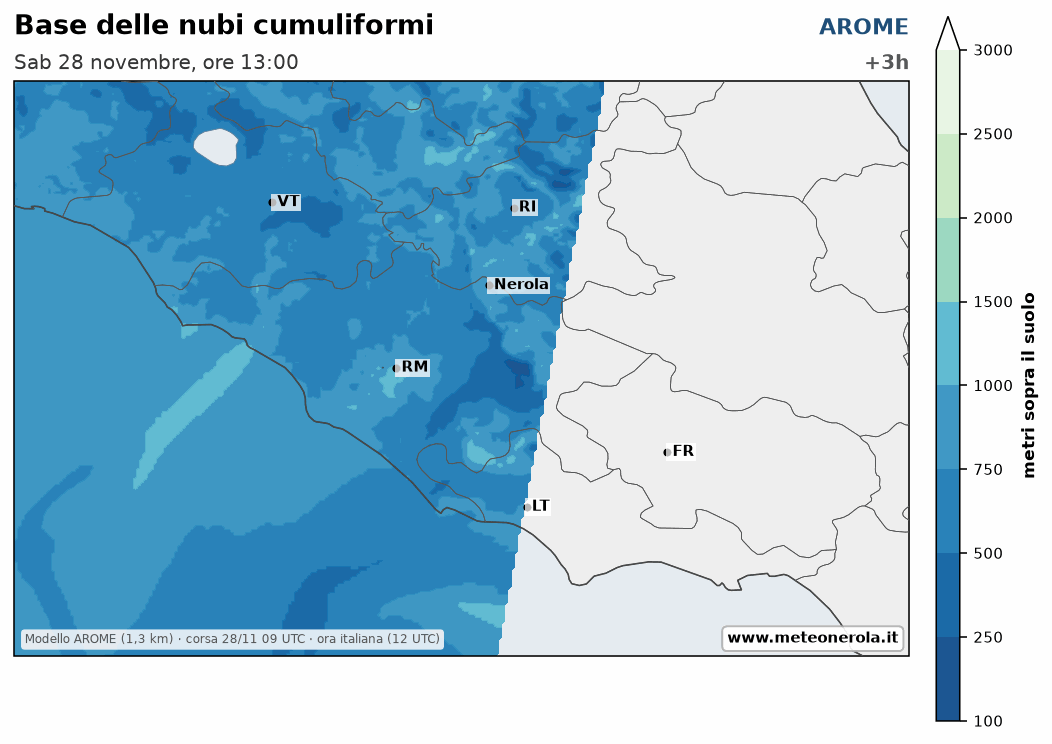 Base delle nubi cumuliformi
AROME
Sab 28 novembre, ore 13:00
+3h
VT
RI
Nerola
RM
FR
LT
Modello AROME (1,3 km) · corsa 28/11 09 UTC · ora italiana (12 UTC)
www.meteonerola.it
3000
2500
2000
1500
1000
750
500
250
100
metri sopra il suolo